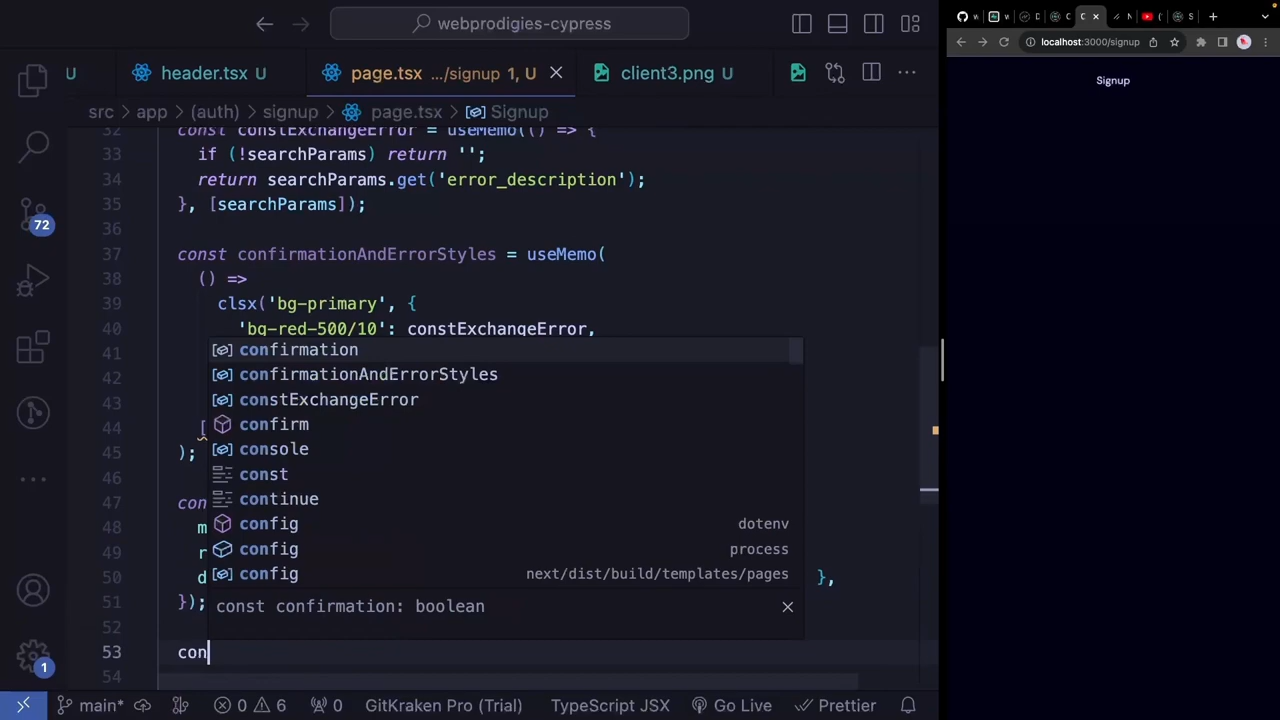 webprodigies-cypress
U
header.tsx U
page.tsx .../signup 1, U
client3.png U
src > app > (auth) > signup > page.tsx > Signup
32 const constExchangeError = useMemo(() => {
33 if (!searchParams) return '';
34 return searchParams.get('error_description');
35 }, [searchParams]);
36
37 const confirmationAndErrorStyles = useMemo(
38 () =>
39 clsx('bg-primary', {
40 'bg-red-500/10': constExchangeError,
41
42
43
44 [
45 );
46
47 con
48 m
49 r
50 d },
51 });
52
53 con
54
confirmation
confirmationAndErrorStyles
constExchangeError
confirm
console
const
continue
config dotenv
config process
config next/dist/build/templates/pages
const confirmation: boolean
72
1
main* 0 6 0 GitKraken Pro (Trial) TypeScript JSX Go Live Prettier
localhost:3000/signup
Signup